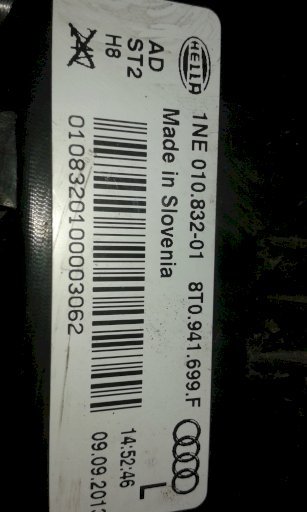 HELLA
1NE 010.832-01 8T0.941.699.F
AD
ST2
H8
Made in Slovenia
L
14:52:46
09.09.201
0108320100003062